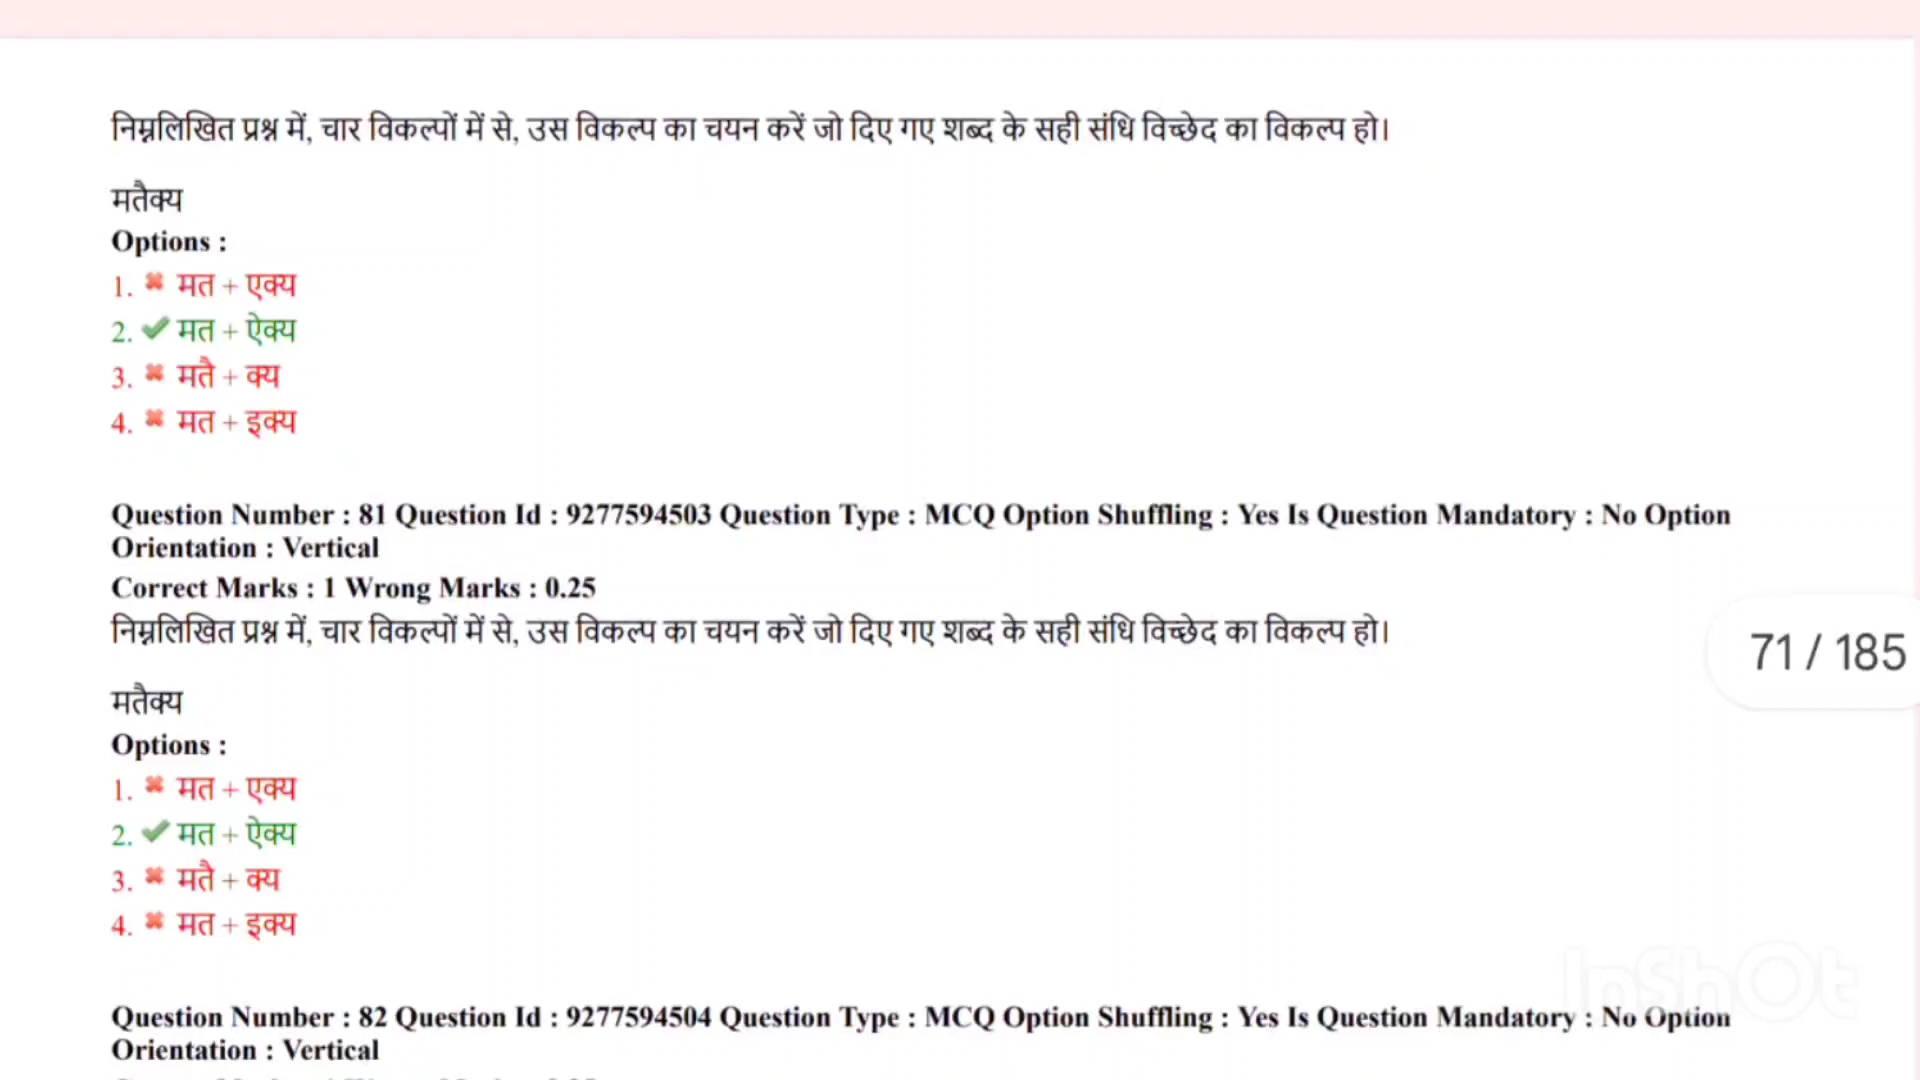 निम्नलिखित प्रश्न में, चार विकल्पों में से, उस विकल्प का चयन करें जो दिए गए शब्द के सही संधि विच्छेद का विकल्प हो।
मतैक्य
Options :
1. ✖ मत + एक्य
2. ✔ मत + ऐक्य
3. ✖ मतै + क्य
4. ✖ मत + इक्य
Question Number : 81 Question Id : 9277594503 Question Type : MCQ Option Shuffling : Yes Is Question Mandatory : No Option
Orientation : Vertical
Correct Marks : 1 Wrong Marks : 0.25
निम्नलिखित प्रश्न में, चार विकल्पों में से, उस विकल्प का चयन करें जो दिए गए शब्द के सही संधि विच्छेद का विकल्प हो।
71 / 185
मतैक्य
Options :
1. ✖ मत + एक्य
2. ✔ मत + ऐक्य
3. ✖ मतै + क्य
4. ✖ मत + इक्य
InShOt
Question Number : 82 Question Id : 9277594504 Question Type : MCQ Option Shuffling : Yes Is Question Mandatory : No Option
Orientation : Vertical